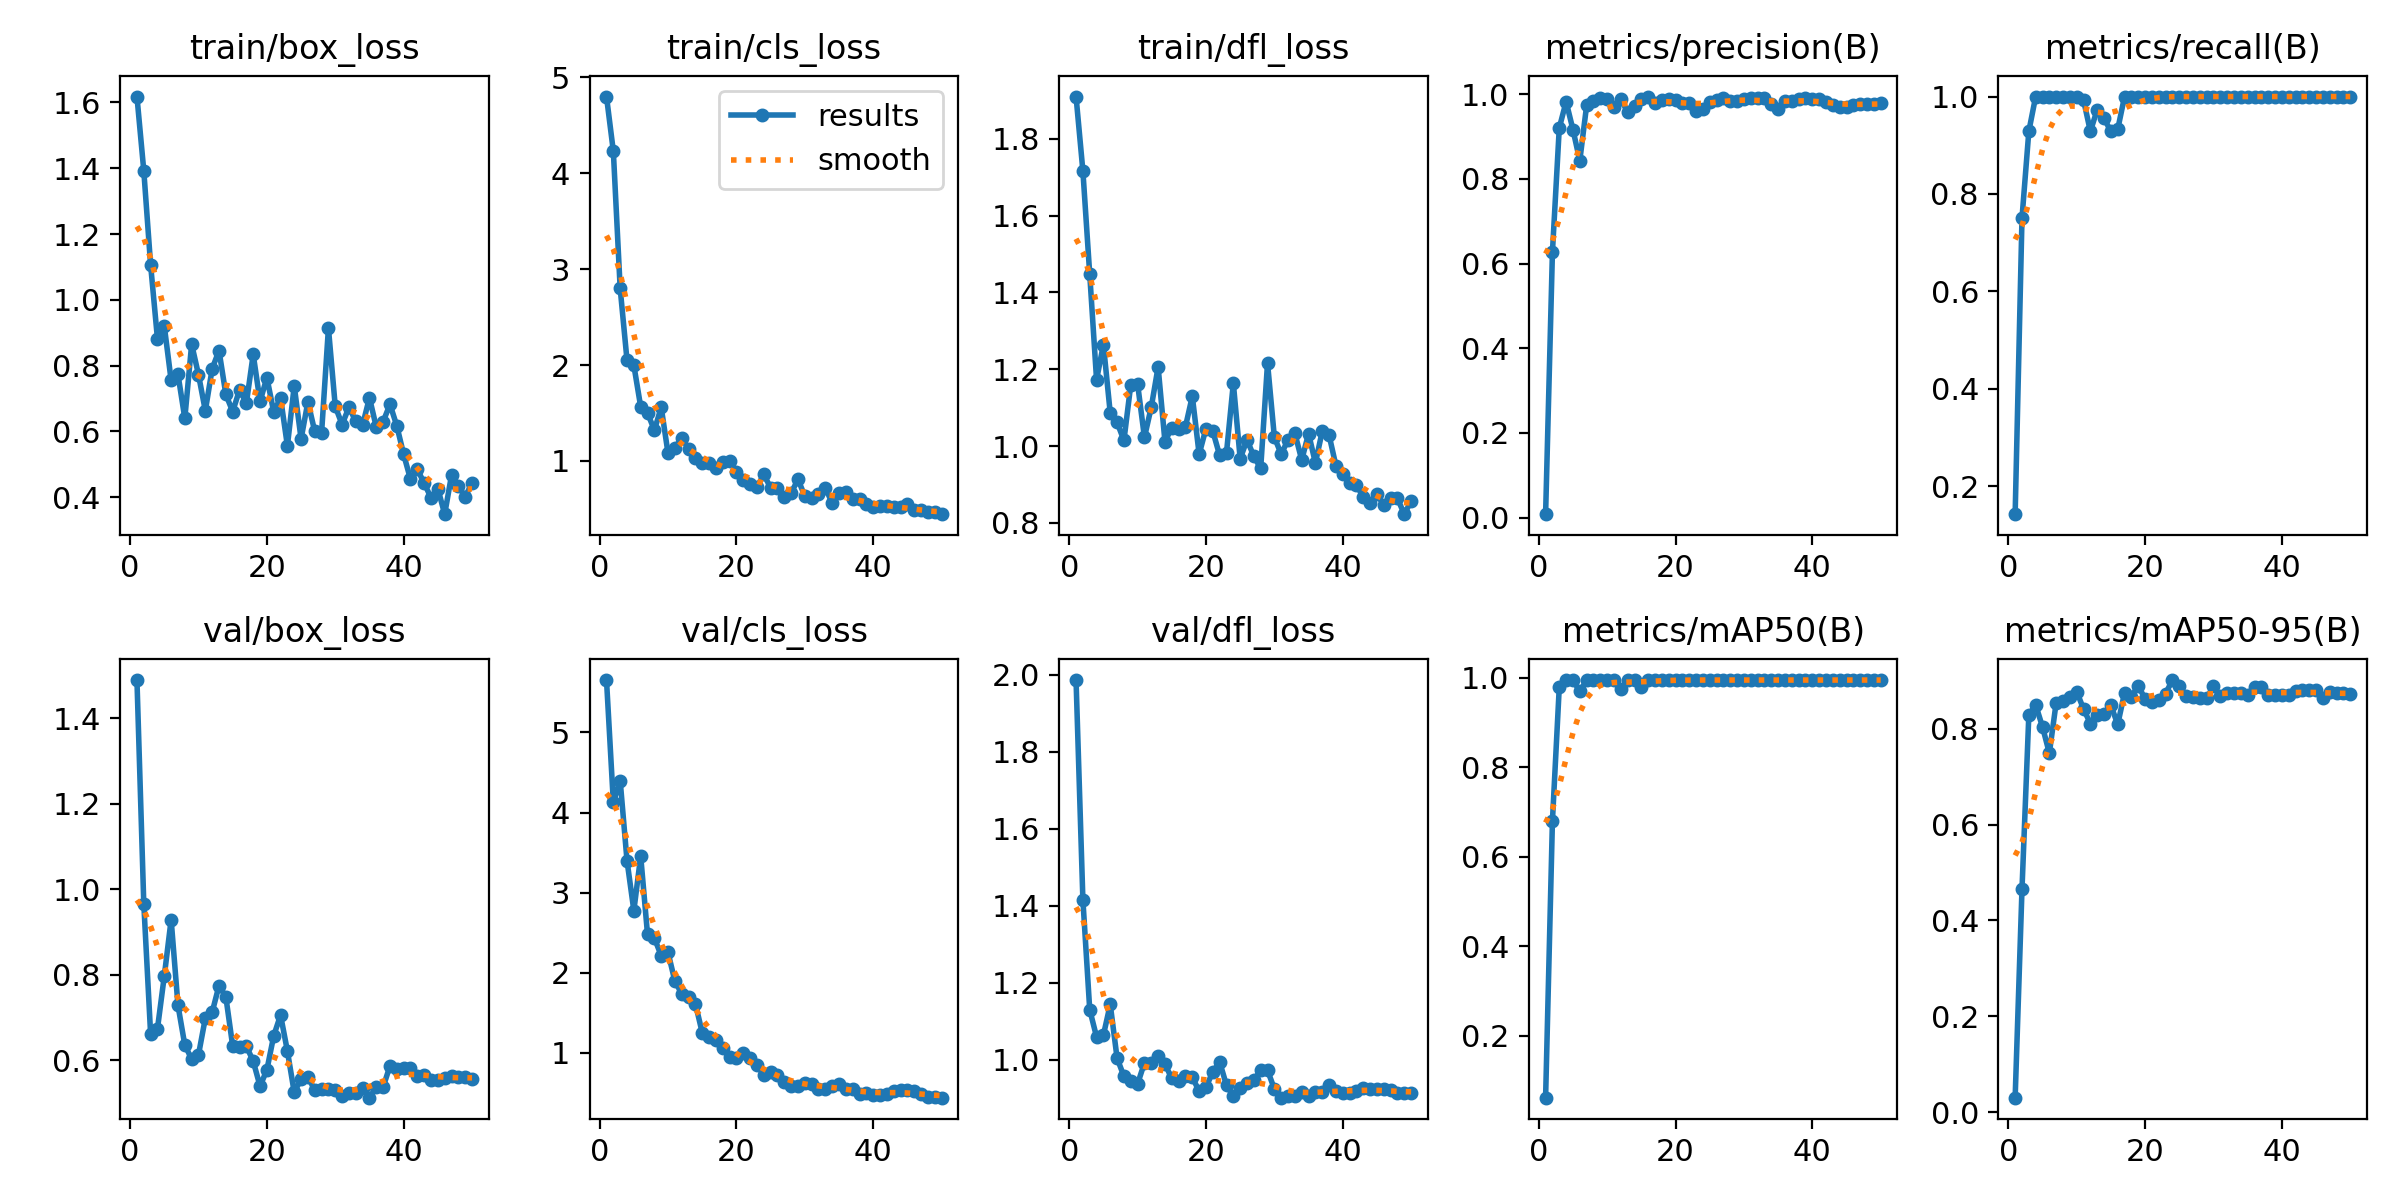 train/box_loss
1.6
1.4
1.2
1.0
0.8
0.6
0.4
0 20 40
train/cls_loss
results
smooth
5
4
3
2
1
0 20 40
train/dfl_loss
1.8
1.6
1.4
1.2
1.0
0.8
0 20 40
metrics/precision(B)
1.0
0.8
0.6
0.4
0.2
0.0
0 20 40
metrics/recall(B)
1.0
0.8
0.6
0.4
0.2
0 20 40
val/box_loss
1.4
1.2
1.0
0.8
0.6
0 20 40
val/cls_loss
5
4
3
2
1
0 20 40
val/dfl_loss
2.0
1.8
1.6
1.4
1.2
1.0
0 20 40
metrics/mAP50(B)
1.0
0.8
0.6
0.4
0.2
0 20 40
metrics/mAP50-95(B)
0.8
0.6
0.4
0.2
0.0
0 20 40